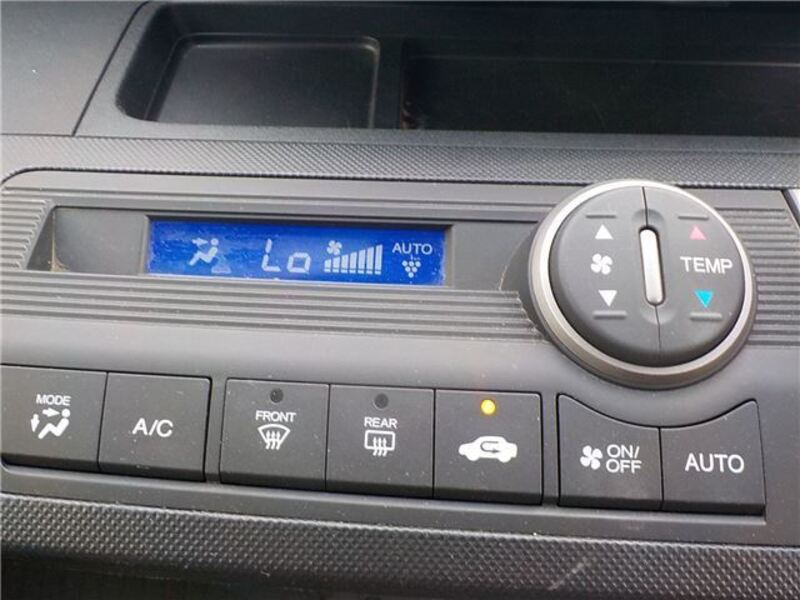 Lo
AUTO
TEMP
MODE
A/C
FRONT
REAR
ON/
OFF
AUTO